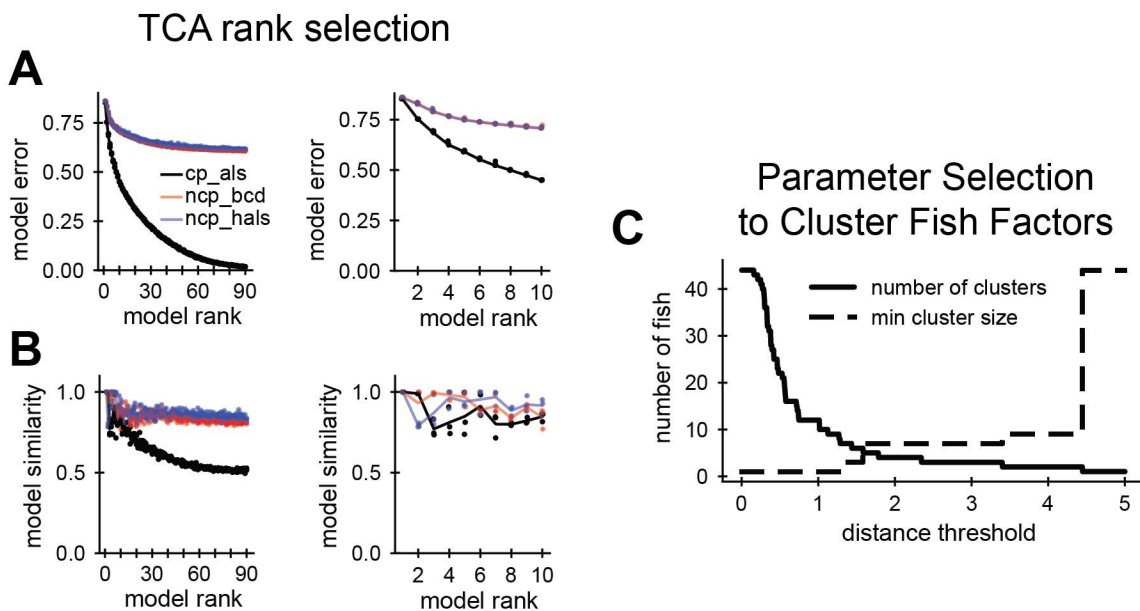 TCA rank selection
A
model error
0.75
0.50
0.25
0.00
cp_als
ncp_bcd
ncp_hals
0 30 60 90
model rank
model error
0.75
0.50
0.25
0.00
2 4 6 8 10
model rank
B
model similarity
1.0
0.5
0.0
0 30 60 90
model rank
model similarity
1.0
0.5
0.0
2 4 6 8 10
model rank
Parameter Selection
to Cluster Fish Factors
C
number of fish
40
30
20
10
0
number of clusters
min cluster size
0 1 2 3 4 5
distance threshold